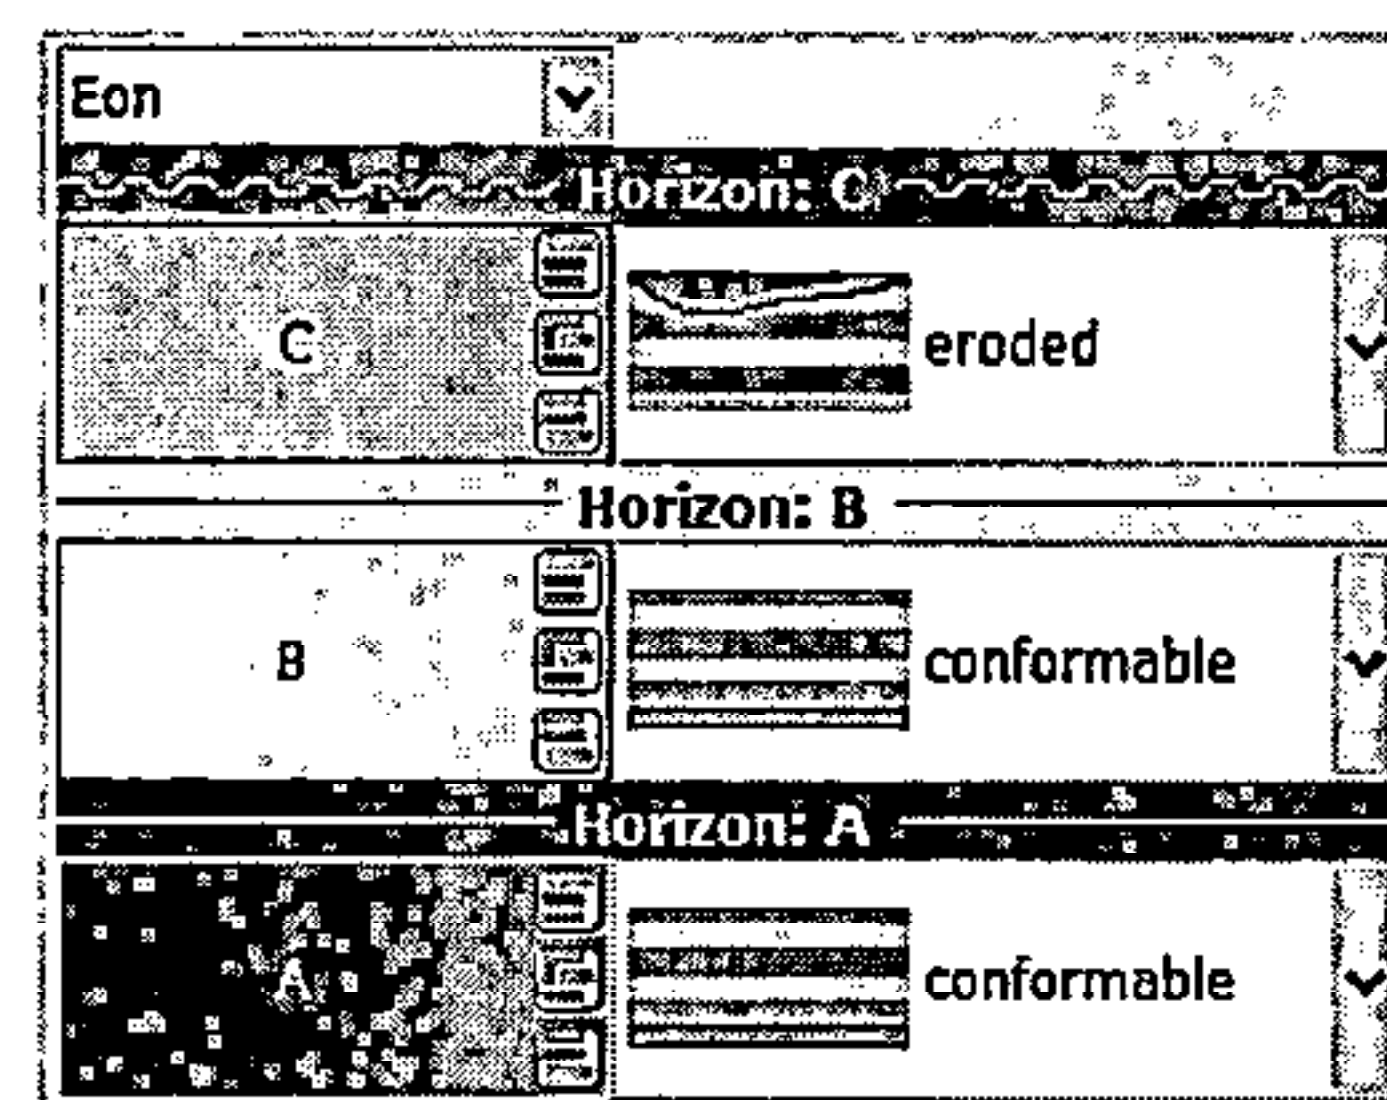 Eon
Horizon: C
C
eroded
Horizon: B
B
conformable
Horizon: A
A
conformable